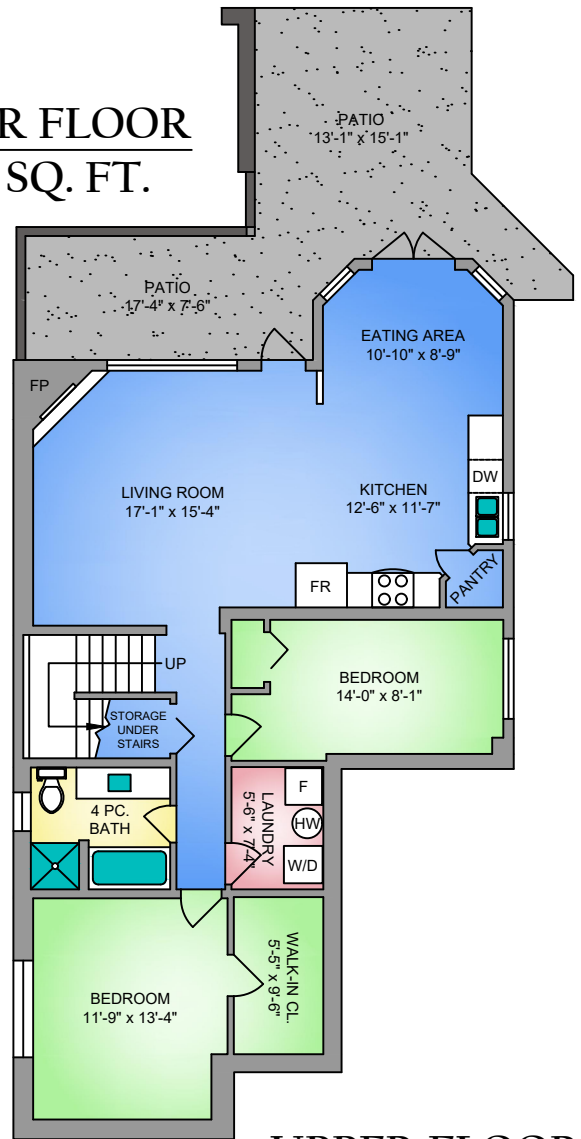 R FLOOR
SQ. FT.
PATIO
13'-1" x 15'-1"
PATIO
17'-4" x 7'-6"
EATING AREA
10'-10" x 8'-9"
FP
LIVING ROOM
17'-1" x 15'-4"
KITCHEN
12'-6" x 11'-7"
DW
FR
PANTRY
UP
BEDROOM
14'-0" x 8'-1"
STORAGE
UNDER
STAIRS
4 PC.
BATH
LAUNDRY
5'-6" x 7'-4"
F
HW
W/D
BEDROOM
11'-9" x 13'-4"
WALK-IN CL.
5'-5" x 9'-6"
UPPER FLOOR